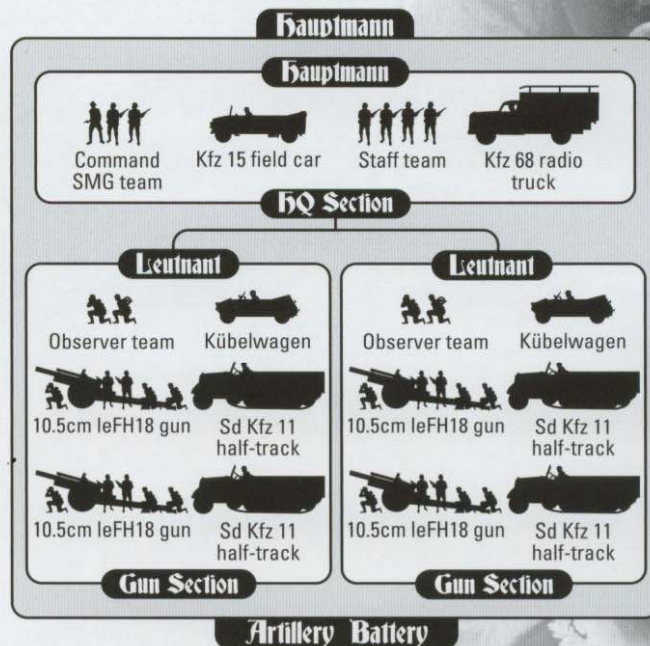 Hauptmann
Hauptmann
Command
SMG team
Kfz 15 field car
Staff team
Kfz 68 radio
truck
HQ Section
Leutnant
Observer team
Kübelwagen
10.5cm leFH18 gun
Sd Kfz 11
half-track
10.5cm leFH18 gun
Sd Kfz 11
half-track
Gun Section
Leutnant
Observer team
Kübelwagen
10.5cm leFH18 gun
Sd Kfz 11
half-track
10.5cm leFH18 gun
Sd Kfz 11
half-track
Gun Section
Artillery Battery